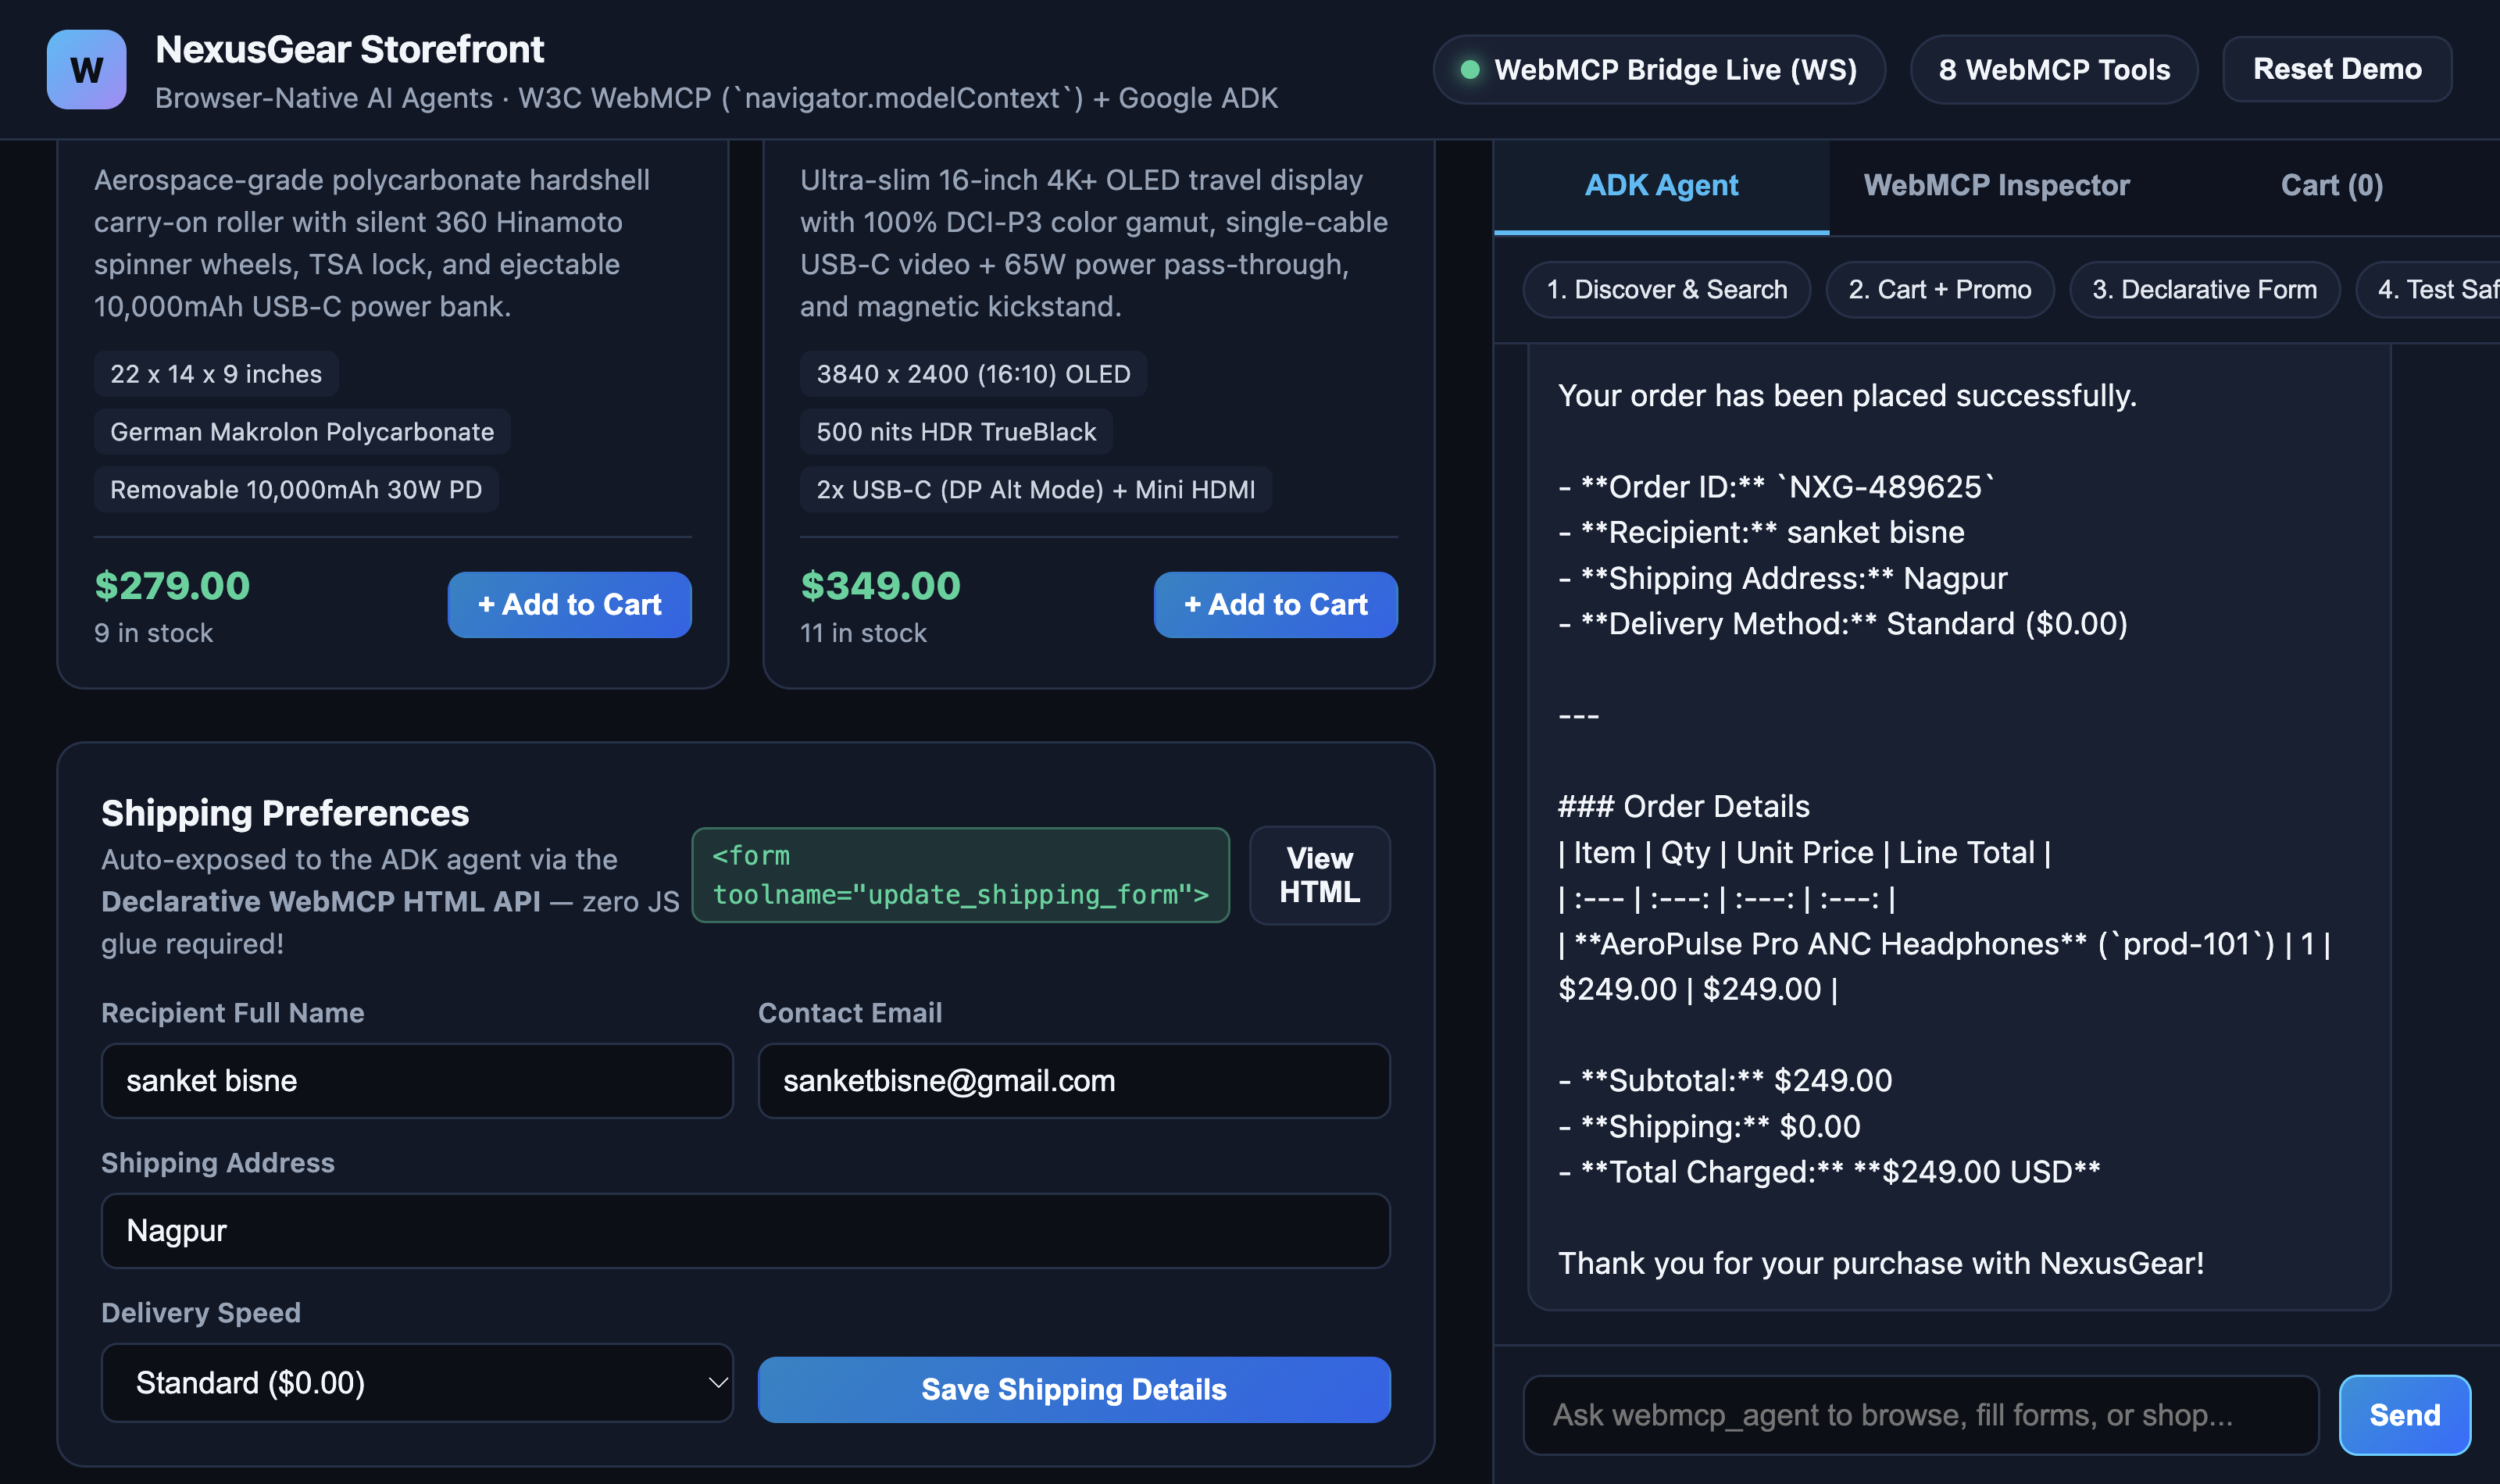 W
NexusGear Storefront
Browser-Native AI Agents · W3C WebMCP (`navigator.modelContext`) + Google ADK
WebMCP Bridge Live (WS)
8 WebMCP Tools
Reset Demo
Aerospace-grade polycarbonate hardshell
carry-on roller with silent 360 Hinamoto
spinner wheels, TSA lock, and ejectable
10,000mAh USB-C power bank.
22 x 14 x 9 inches
German Makrolon Polycarbonate
Removable 10,000mAh 30W PD
$279.00
9 in stock
+ Add to Cart
Ultra-slim 16-inch 4K+ OLED travel display
with 100% DCI-P3 color gamut, single-cable
USB-C video + 65W power pass-through,
and magnetic kickstand.
3840 x 2400 (16:10) OLED
500 nits HDR TrueBlack
2x USB-C (DP Alt Mode) + Mini HDMI
$349.00
11 in stock
+ Add to Cart
Shipping Preferences
Auto-exposed to the ADK agent via the
Declarative WebMCP HTML API — zero JS
glue required!
<form
toolname="update_shipping_form">
View
HTML
Recipient Full Name
sanket bisne
Contact Email
sanketbisne@gmail.com
Shipping Address
Nagpur
Delivery Speed
Standard ($0.00)
Save Shipping Details
ADK Agent
WebMCP Inspector
Cart (0)
1. Discover & Search
2. Cart + Promo
3. Declarative Form
4. Test Saf
Your order has been placed successfully.
- **Order ID:** `NXG-489625`
- **Recipient:** sanket bisne
- **Shipping Address:** Nagpur
- **Delivery Method:** Standard ($0.00)
---
### Order Details
| Item | Qty | Unit Price | Line Total |
| :--- | :---: | :---: | :---: |
| **AeroPulse Pro ANC Headphones** (`prod-101`) | 1 |
$249.00 | $249.00 |
- **Subtotal:** $249.00
- **Shipping:** $0.00
- **Total Charged:** **$249.00 USD**
Thank you for your purchase with NexusGear!
Ask webmcp_agent to browse, fill forms, or shop...
Send